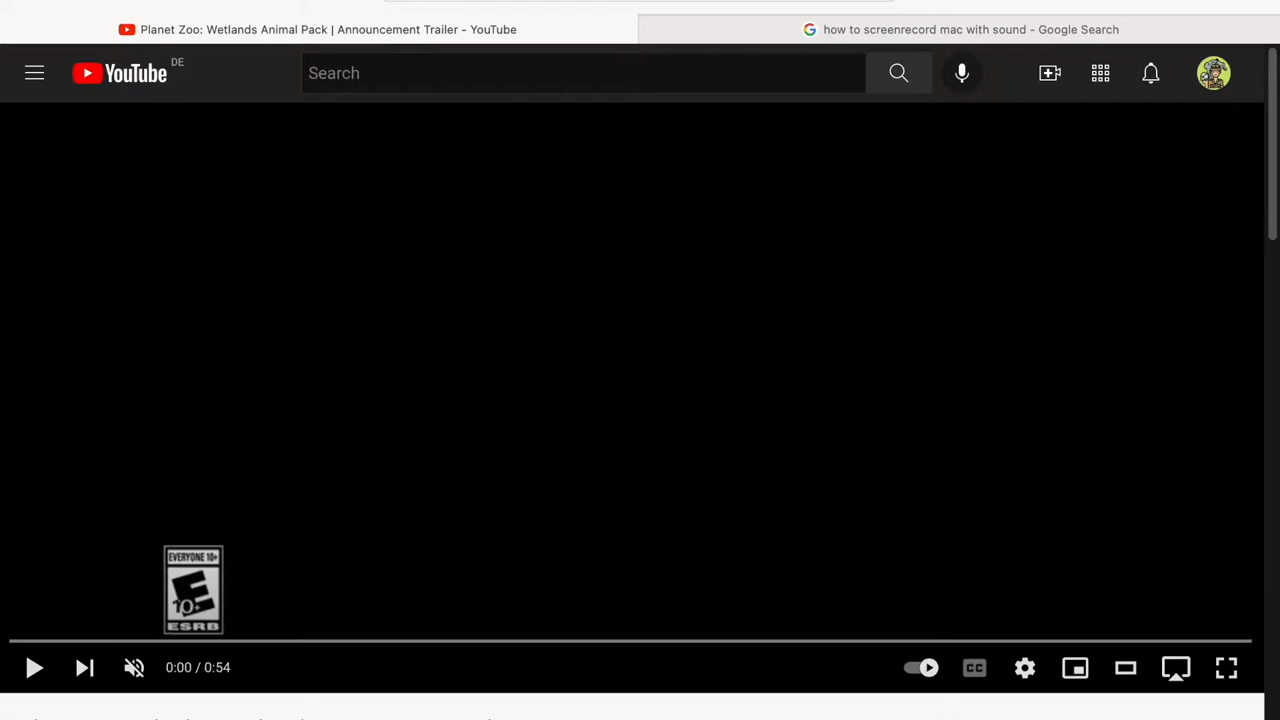 Planet Zoo: Wetlands Animal Pack | Announcement Trailer - YouTube
how to screenrecord mac with sound - Google Search
YouTube DE
Search
EVERYONE 10+
E
10+
ESRB
0:00 / 0:54
CC